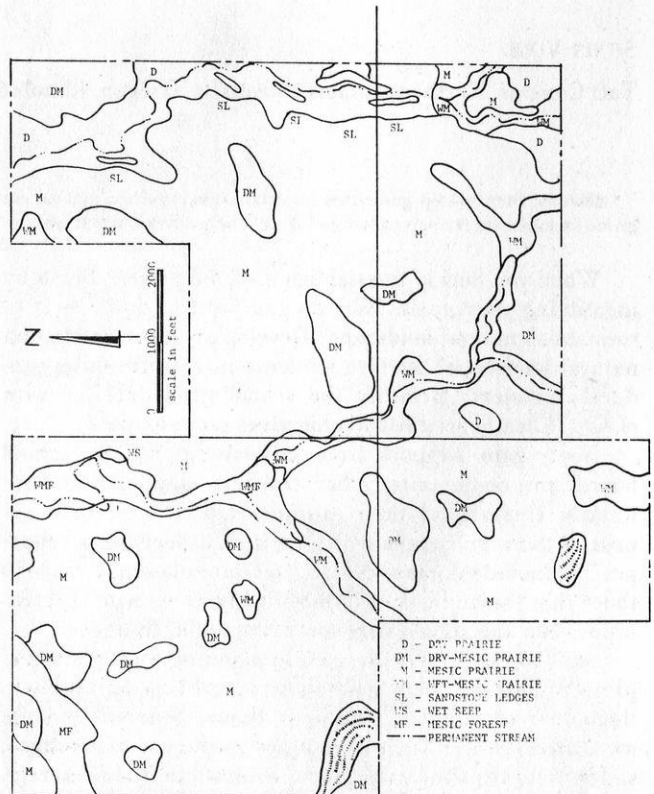 D
DM
D
SL
SL
SI
SL
SL
M
D
M
WM
WM
D
M
WM
DM
DM
M
WM
DM
DM
DM
WM
D
Z
2000
1000
0
scale in feet
WS
M
WMF
WMF
WM
M
WM
DM
DM
DM
DM
WM
M
WM
DM
M
DM
DM
M
DM
MF
DM
DM
D - DRY PRAIRIE
DM - DRY-MESIC PRAIRIE
M - MESIC PRAIRIE
WM - WET-MESIC PRAIRIE
SL - SANDSTONE LEDGES
WS - WET SEEP
MF - MESIC FOREST
PERMANENT STREAM